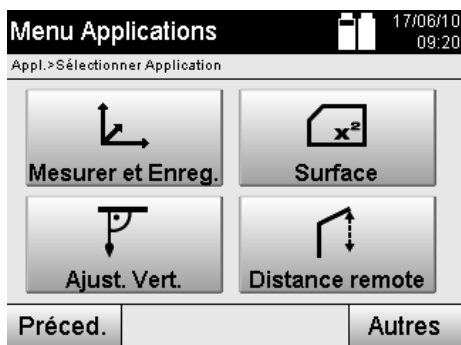 Menu Applications
17/06/10
09:20
Appl.>Sélectionner Application
Mesurer et Enreg.
x² Surface
Ajust. Vert.
Distance remote
Préced.
Autres